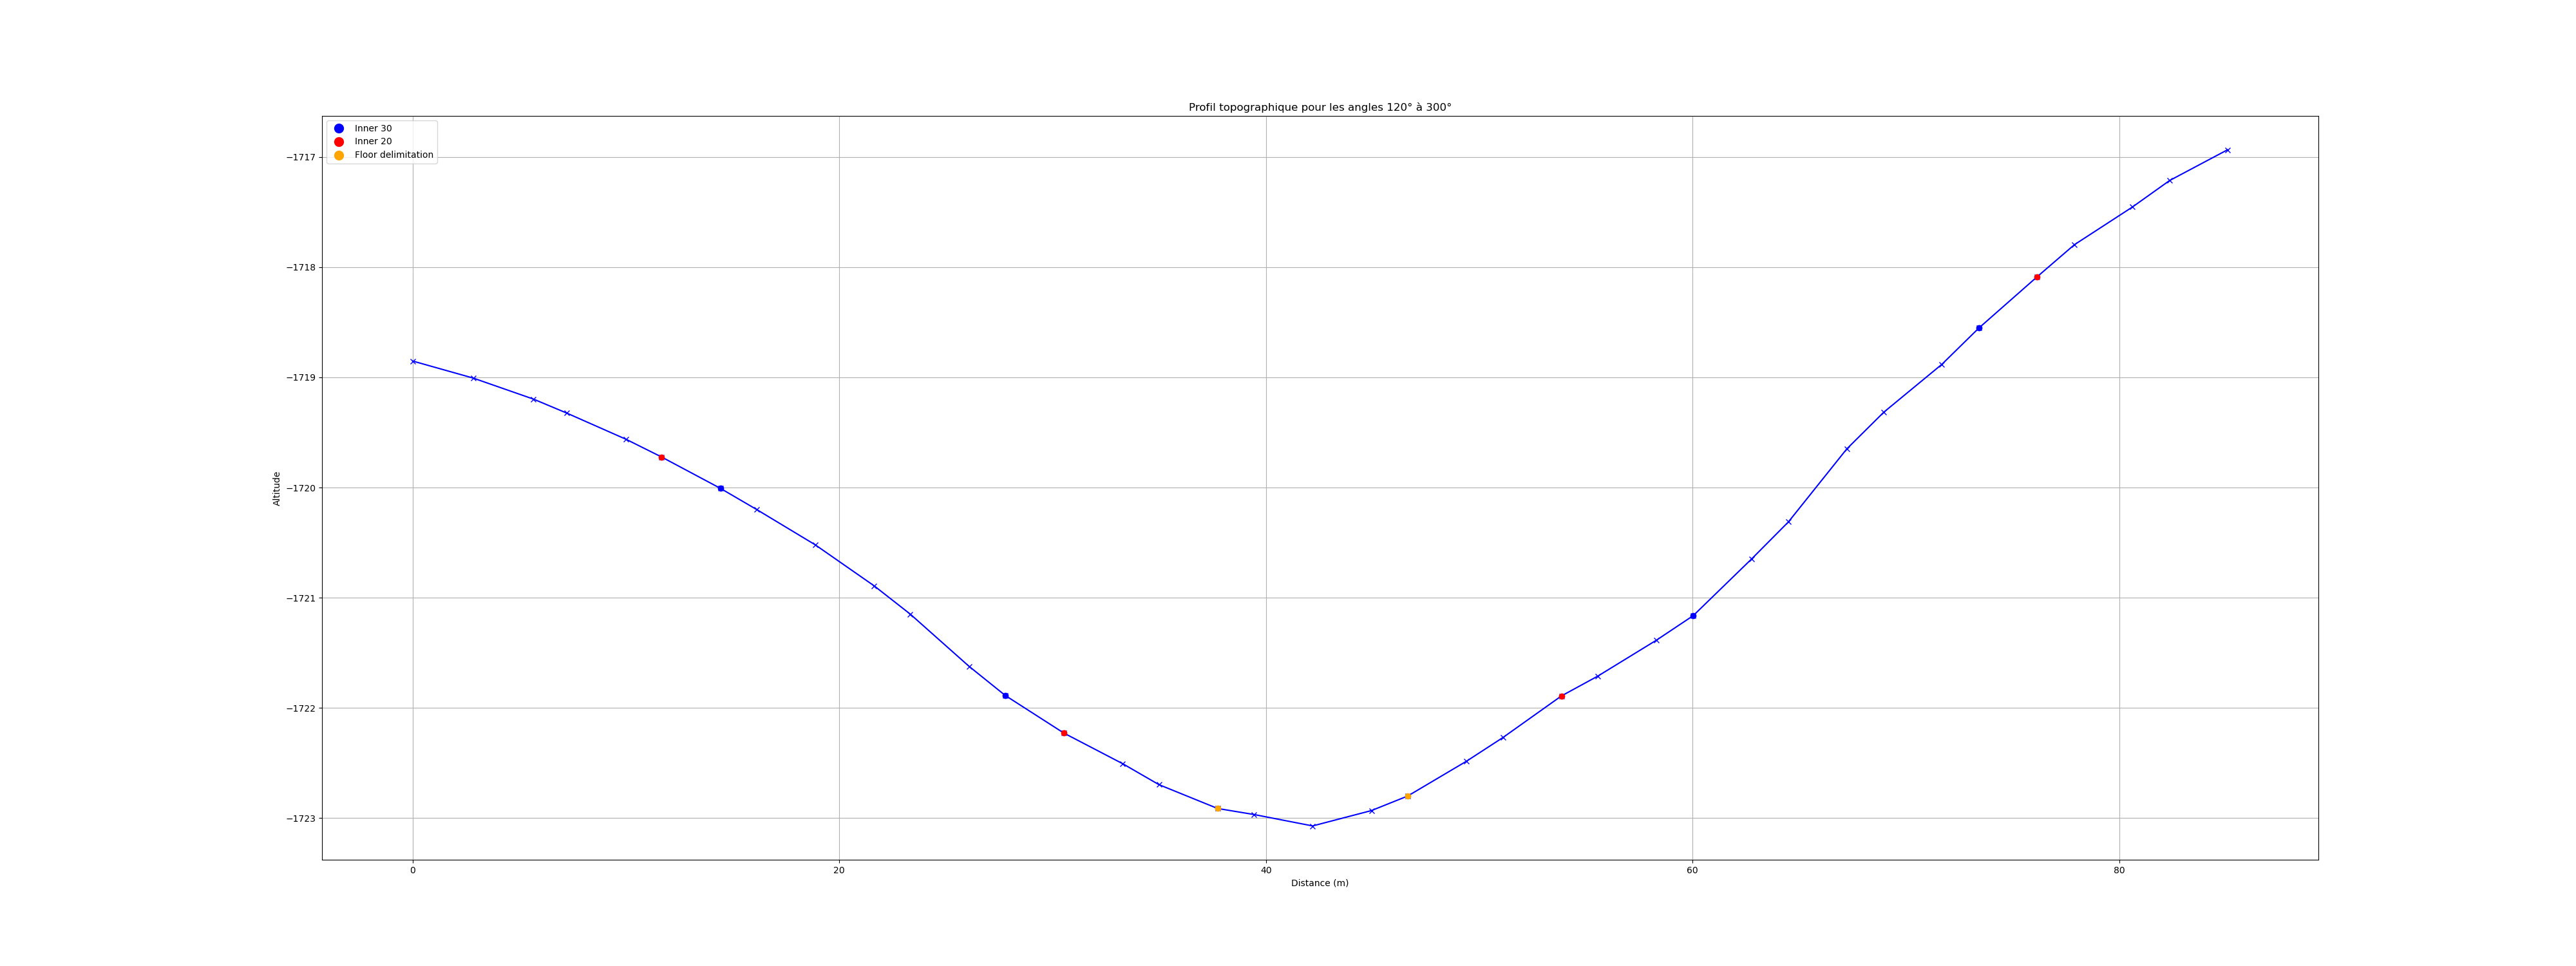 Profil topographique pour les angles 120° à 300°
Inner 30
Inner 20
Floor delimitation
−1717
−1718
−1719
−1720
−1721
−1722
−1723
Altitude
0 20 40 60 80
Distance (m)